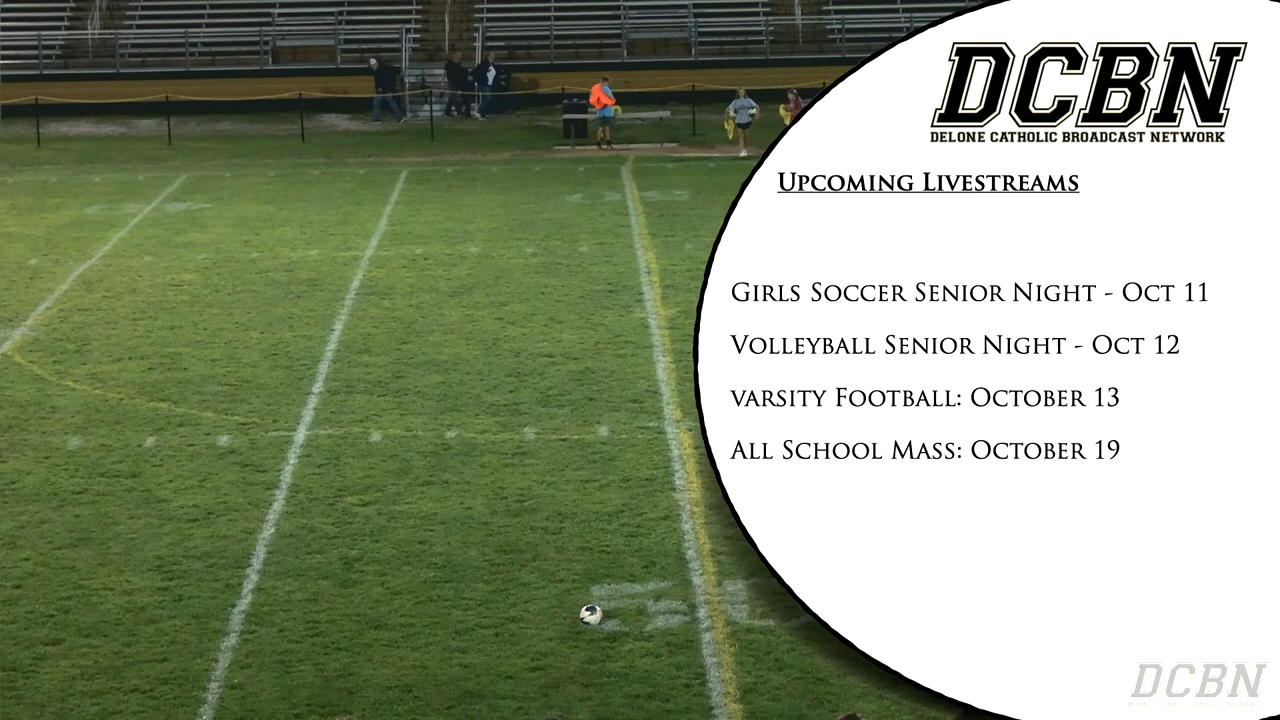 DCBN
DELONE CATHOLIC BROADCAST NETWORK
Upcoming Livestreams
Girls Soccer Senior Night - Oct 11
Volleyball Senior Night - Oct 12
varsity Football: October 13
All School Mass: October 19
DCBN